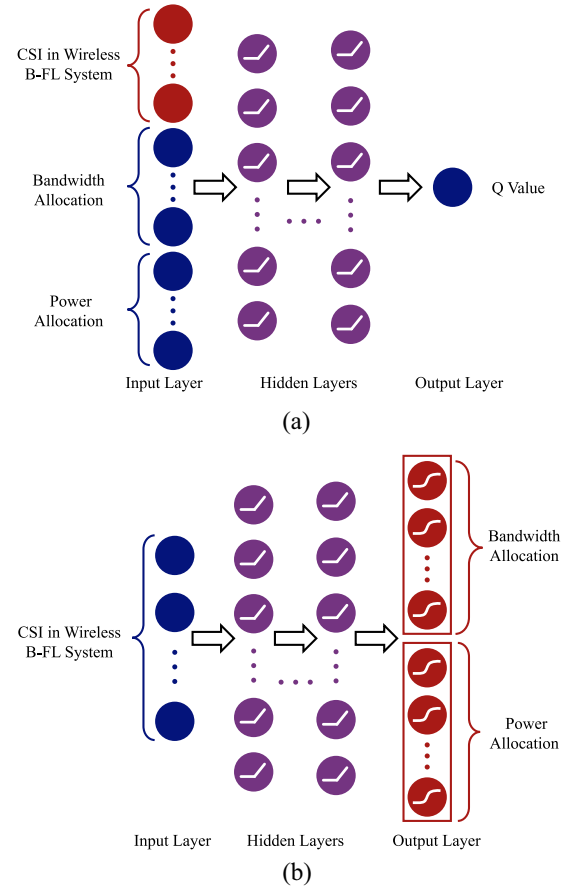 CSI in Wireless
B-FL System
Bandwidth
Allocation
Power
Allocation
Q Value
Input Layer
Hidden Layers
Output Layer
(a)
CSI in Wireless
B-FL System
Bandwidth
Allocation
Power
Allocation
Input Layer
Hidden Layers
Output Layer
(b)